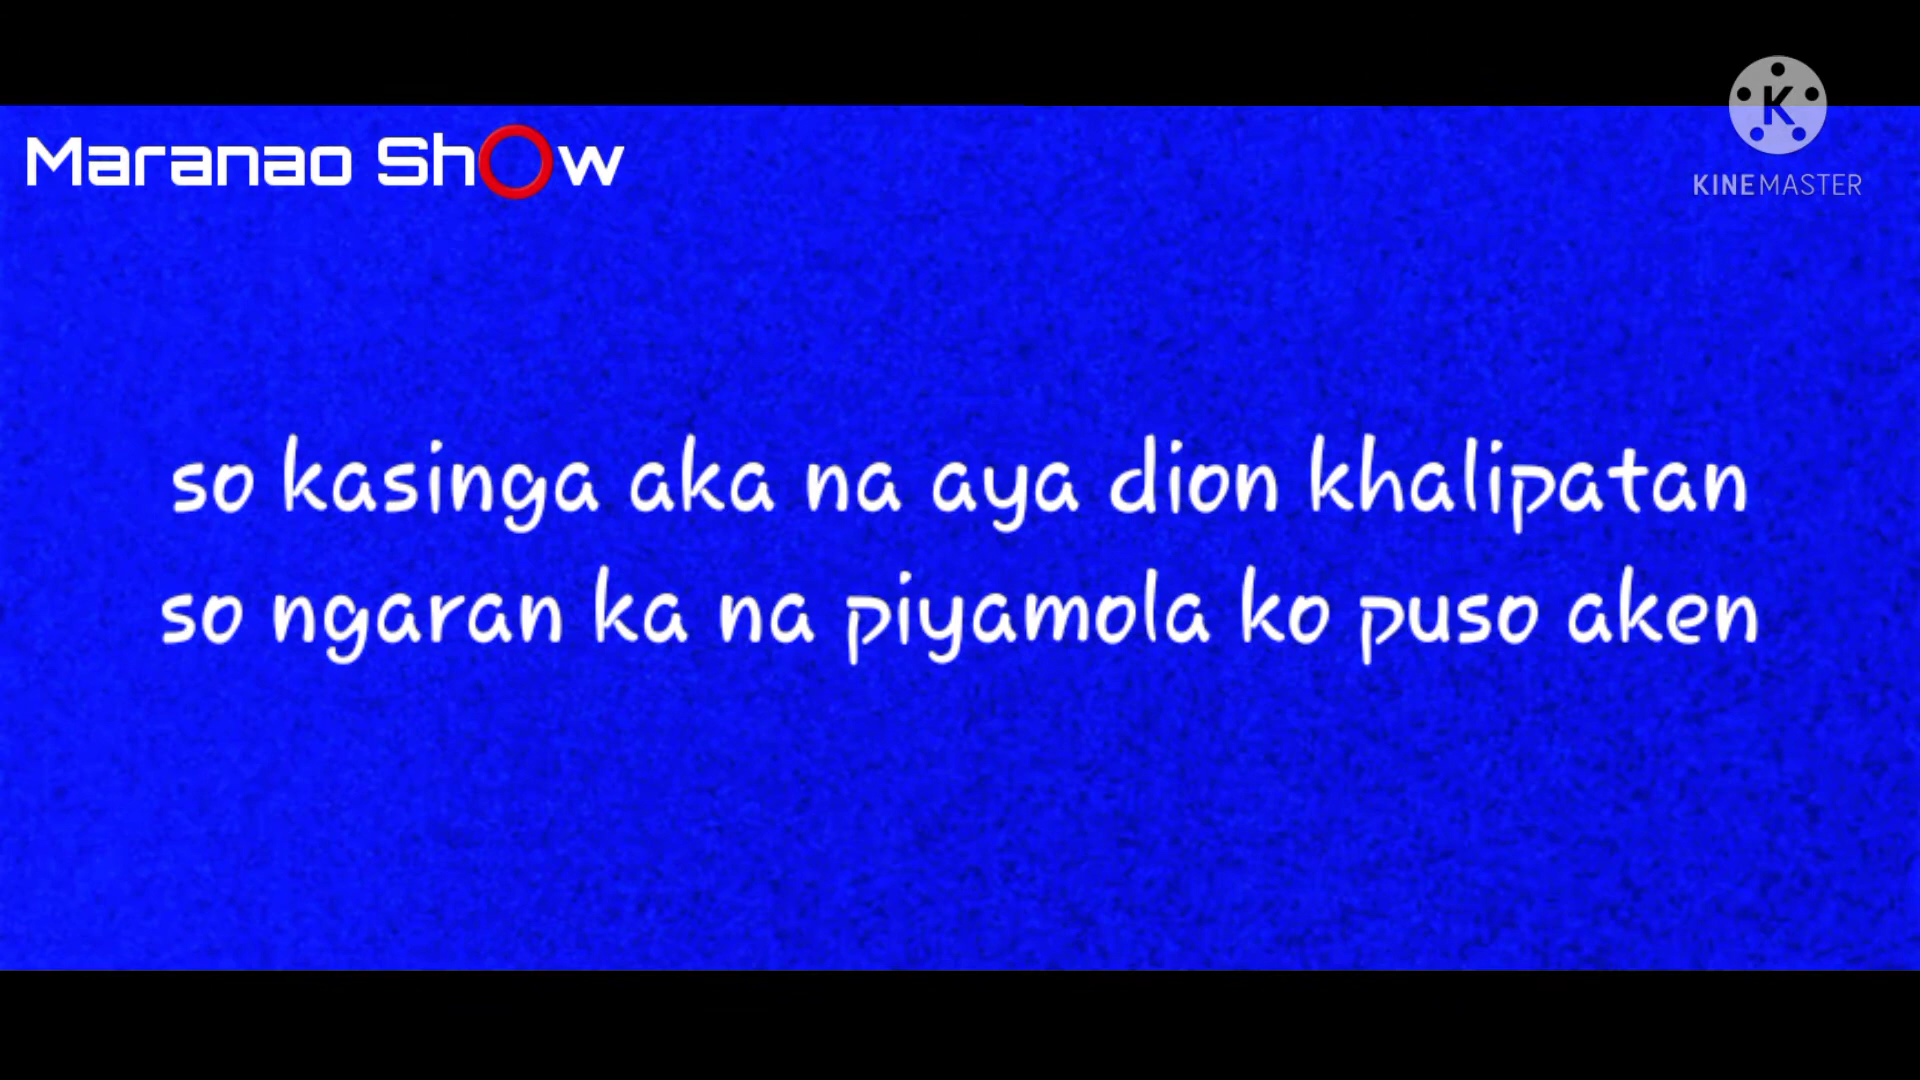 Maranao Show
KINEMASTER
so kasinga aka na aya dion khalipatan
so ngaran ka na piyamola ko puso aken